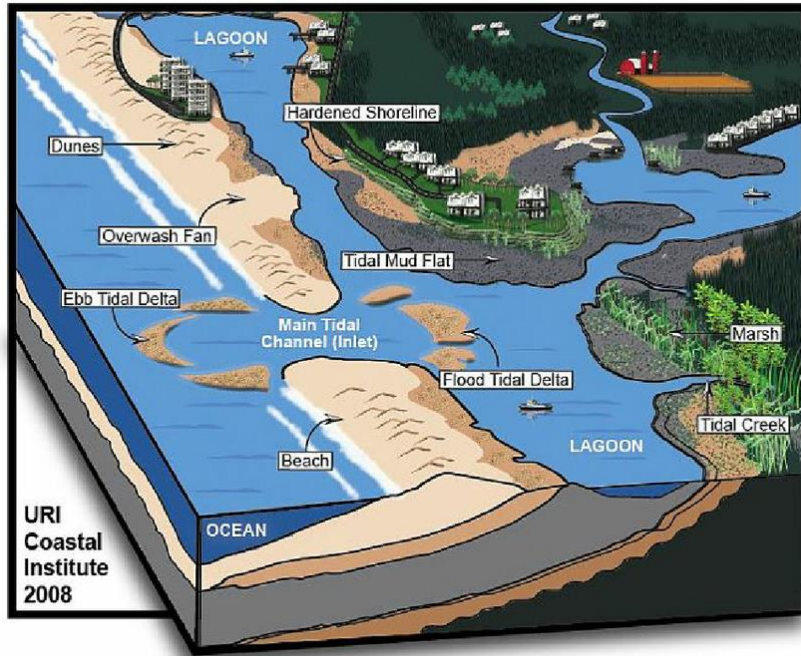 LAGOON
Hardened Shoreline
Dunes
Overwash Fan
Tidal Mud Flat
Ebb Tidal Delta
Main Tidal
Channel (Inlet)
Marsh
Flood Tidal Delta
Tidal Creek
LAGOON
Beach
OCEAN
URI
Coastal
Institute
2008